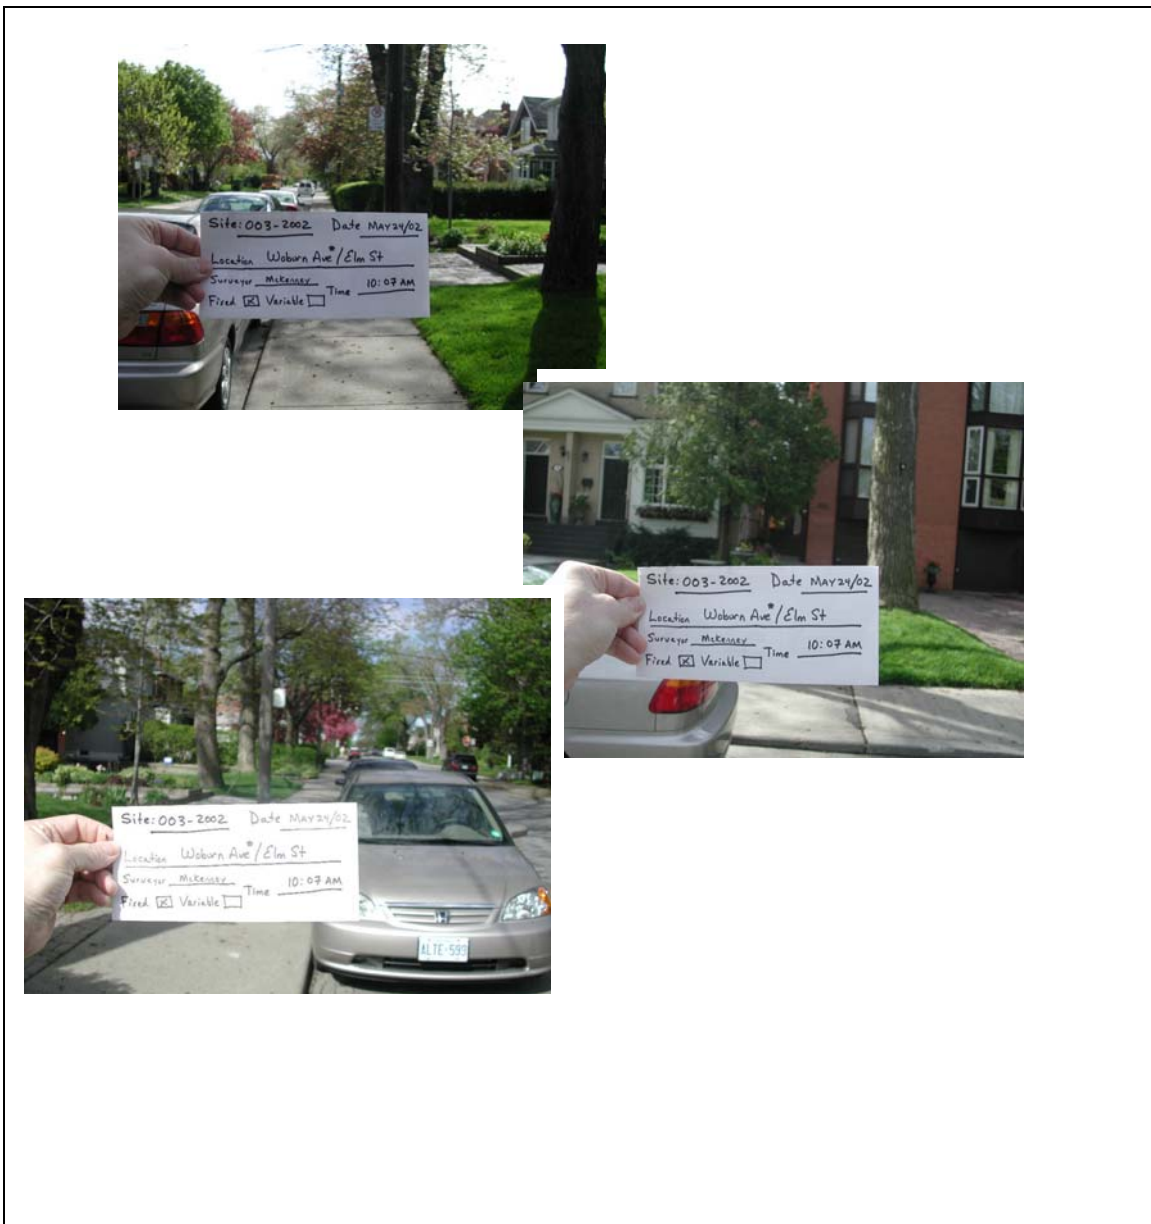 Site: 003-2002 Date MAY24/02
Location Woburn Ave*/Elm St
Surveyor McKenney Time 10:07 AM
Fixed ☒ Variable ☐
Site: 003-2002 Date MAY24/02
Location Woburn Ave*/Elm St
Surveyor McKenney Time 10:07 AM
Fixed ☒ Variable ☐
Site: 003-2002 Date MAY24/02
Location Woburn Ave*/Elm St
Surveyor McKenney Time 10:07 AM
Fixed ☒ Variable ☐
ALTE·593